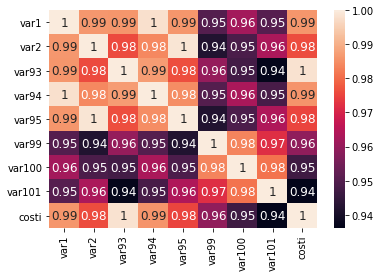 var1 1 0.99 0.99 1 0.99 0.95 0.96 0.95 0.99 1.00
var2 0.99 1 0.98 0.98 1 0.94 0.95 0.96 0.98 0.99
var93 0.99 0.98 1 0.99 0.98 0.96 0.95 0.94 1 0.98
var94 1 0.98 0.99 1 0.98 0.95 0.96 0.95 0.99 0.97
var95 0.99 1 0.98 0.98 1 0.94 0.95 0.96 0.98
var99 0.95 0.94 0.96 0.95 0.94 1 0.98 0.97 0.96 0.96
var100 0.96 0.95 0.95 0.96 0.95 0.98 1 0.98 0.95
var101 0.95 0.96 0.94 0.95 0.96 0.97 0.98 1 0.94 0.95
costi 0.99 0.98 1 0.99 0.98 0.96 0.95 0.94 1 0.94
var1 var2 var93 var94 var95 var99 var100 var101 costi